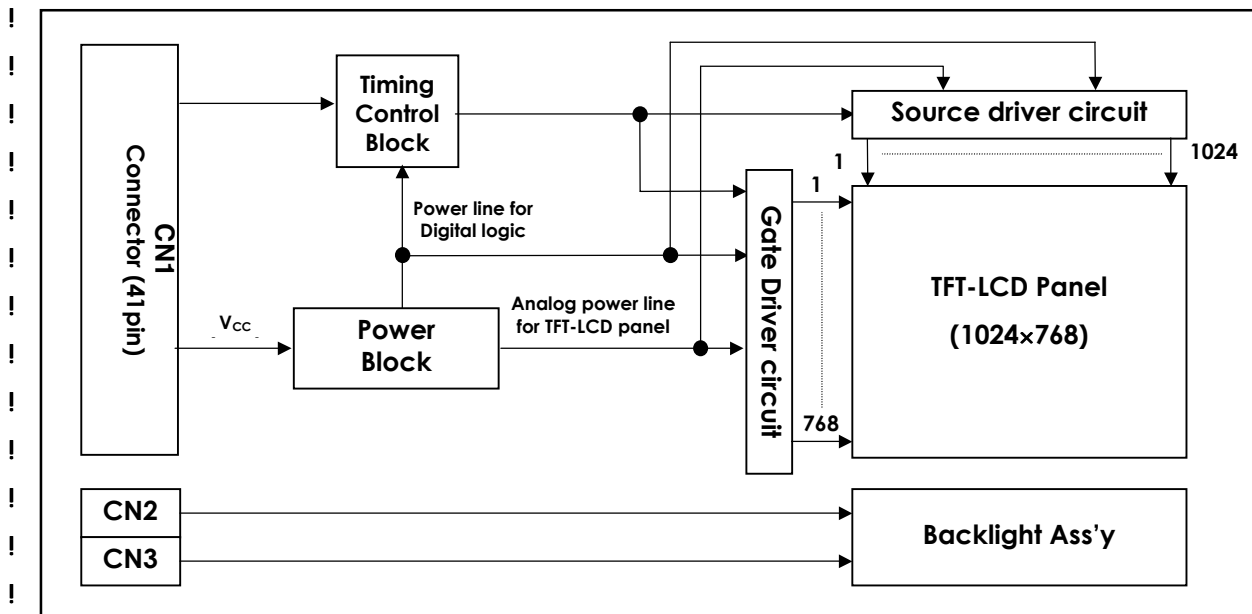 Timing
Control
Block
Source driver circuit
1024
1
1
CN1
Connector (41pin)
Power line for
Digital logic
Gate Driver circuit
TFT-LCD Panel
(1024×768)
Vcc
Power
Block
Analog power line
for TFT-LCD panel
768
CN2
CN3
Backlight Ass'y
!
!
!
!
!
!
!
!
!
!
!
!
!